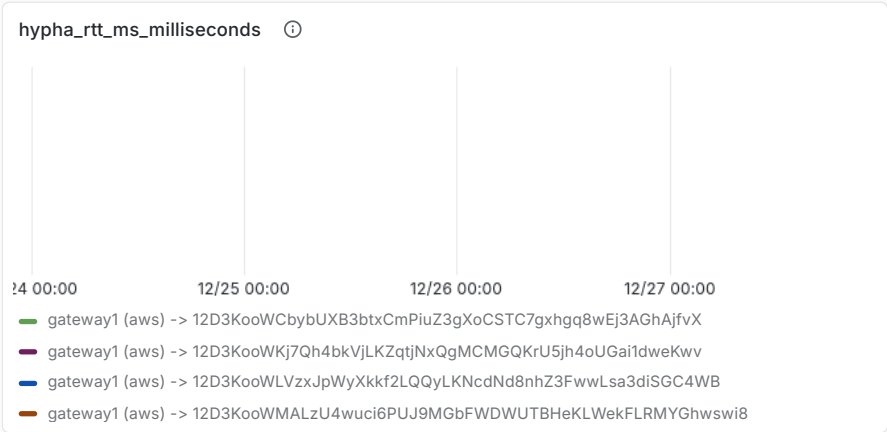 hypha_rtt_ms_milliseconds
24 00:00 12/25 00:00 12/26 00:00 12/27 00:00
gateway1 (aws) -> 12D3KooWCbybUXB3btxCmPiuZ3gXoCSTC7gxhgq8wEj3AGhAjfvX
gateway1 (aws) -> 12D3KooWKj7Qh4bkVjLKZqtjNxQgMCMGQKrU5jh4oUGai1dweKwv
gateway1 (aws) -> 12D3KooWLVzxJpWyXkkf2LQQyLKNcdNd8nhZ3FwwLsa3diSGC4WB
gateway1 (aws) -> 12D3KooWMALzU4wuci6PUJ9MGbFWDWUTBHeKLWekFLRMYGhwswi8